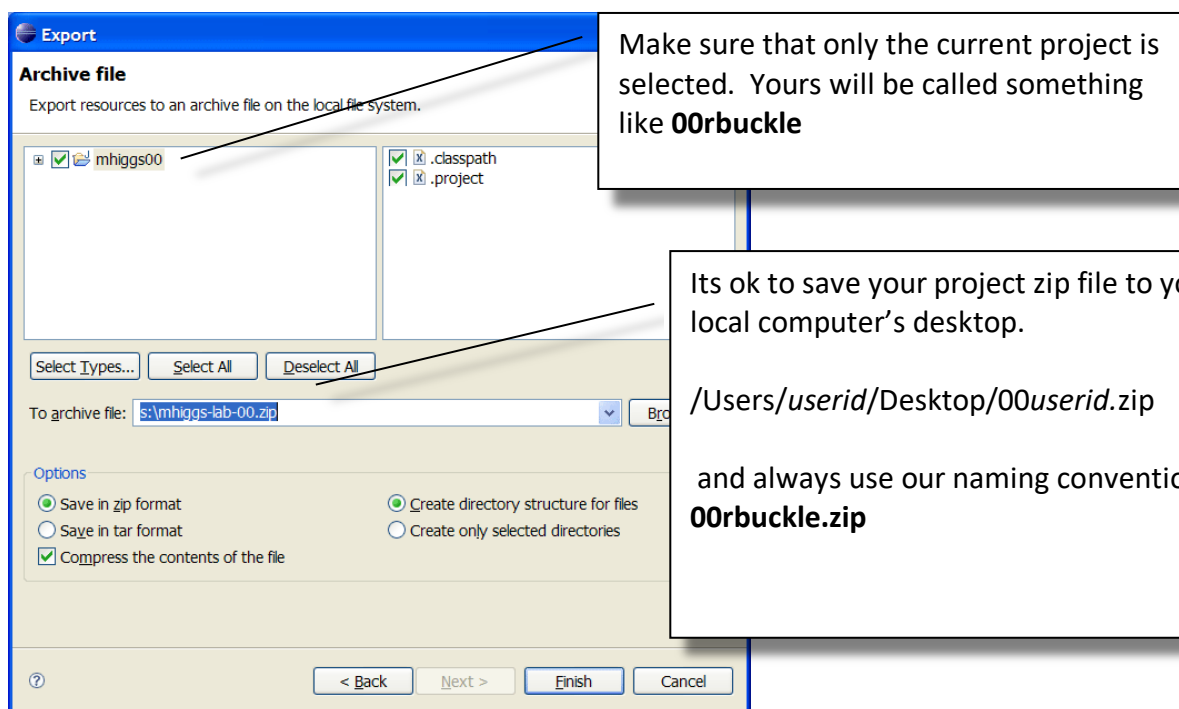 Export
Archive file
Export resources to an archive file on the local file system.
Make sure that only the current project is
selected.  Yours will be called something
like 00rbuckle
mhiggs00
.classpath
.project
Its ok to save your project zip file to
local computer’s desktop.
/Users/userid/Desktop/00userid.zip
and always use our naming
00rbuckle.zip
Select Types...
Select All
Deselect All
To archive file:
s:\mhiggs-lab-00.zip
Options
Save in zip format
Save in tar format
Compress the contents of the file
Create directory structure for files
Create only selected directories
?
< Back
Next >
Finish
Cancel